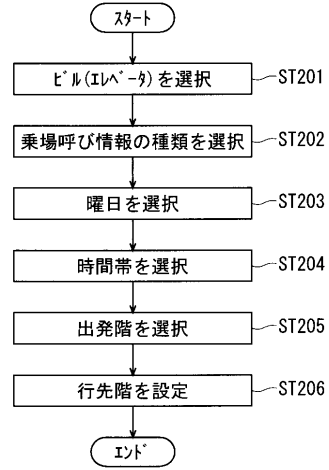 スタート
ビル(エレベータ)を選択 ST201
乗場呼び情報の種類を選択 ST202
曜日を選択 ST203
時間帯を選択 ST204
出発階を選択 ST205
行先階を設定 ST206
エンド